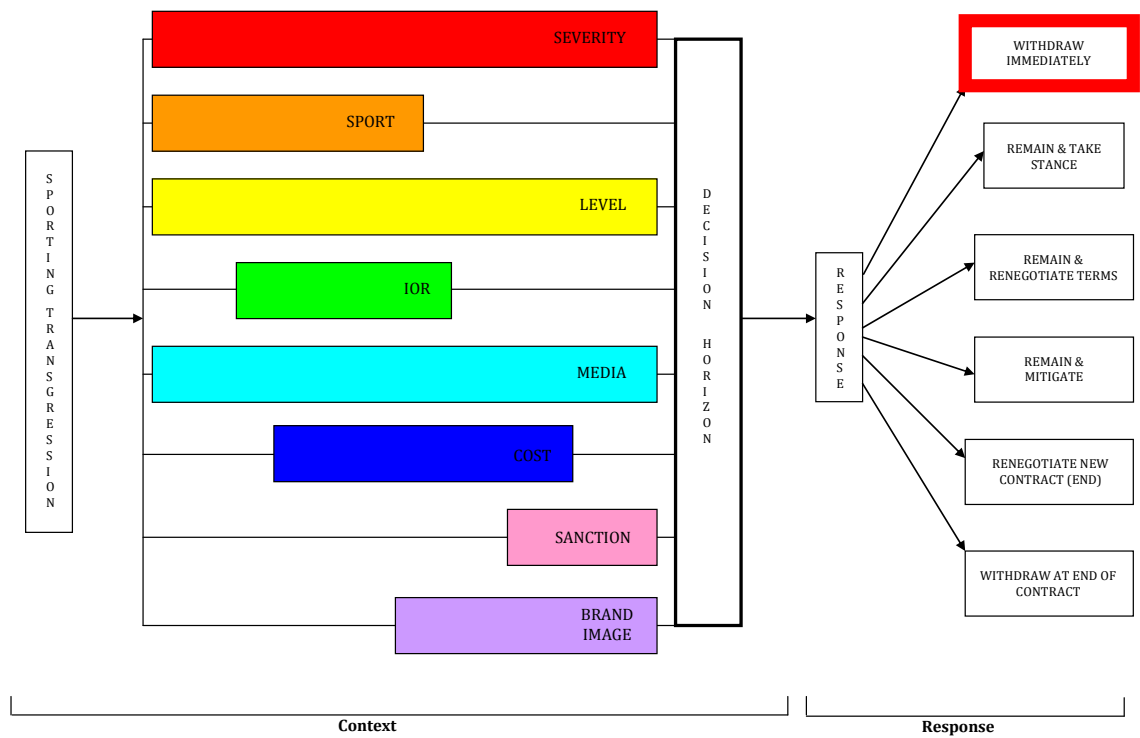 SPORTING TRANSGRESSION
SEVERITY
SPORT
LEVEL
IOR
MEDIA
COST
SANCTION
BRAND
IMAGE
DECISION HORIZON
RESPONSE
WITHDRAW
IMMEDIATELY
REMAIN & TAKE
STANCE
REMAIN &
RENEGOTIATE TERMS
REMAIN &
MITIGATE
RENEGOTIATE NEW
CONTRACT (END)
WITHDRAW AT END OF
CONTRACT
Context
Response